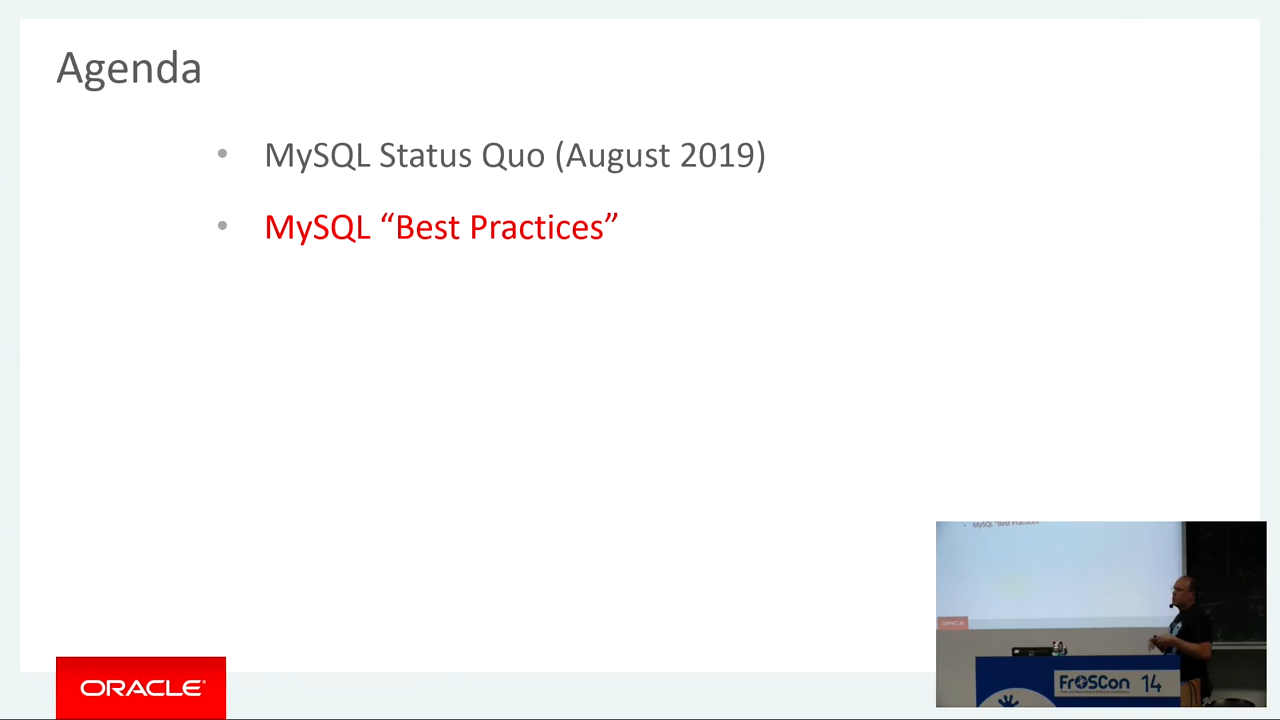 Agenda
• MySQL Status Quo (August 2019)
• MySQL “Best Practices”
MySQL "Best Practices
ORACLE
FrOSCon 14
ORACLE